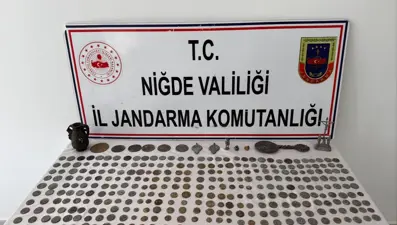 T.C.
NİĞDE VALİLİĞİ
İL JANDARMA KOMUTANLIĞI